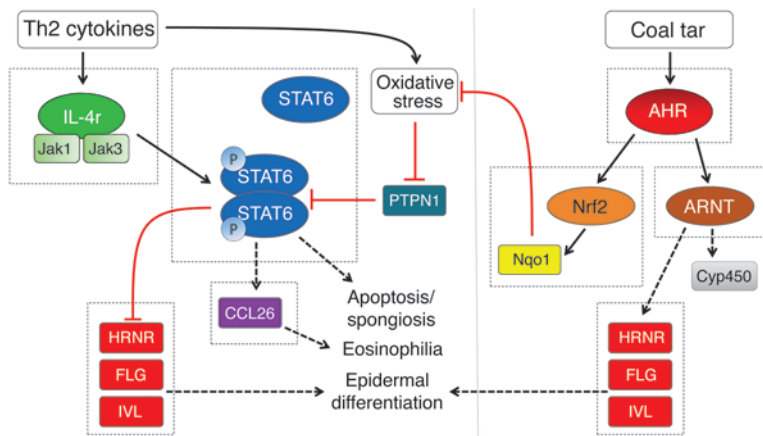 Th2 cytokines
Coal tar
STAT6
Oxidative
stress
AHR
IL-4r
Jak1
Jak3
P
STAT6
STAT6
P
PTPN1
Nrf2
ARNT
Nqo1
Cyp450
CCL26
Apoptosis/
spongiosis
Eosinophilia
HRNR
FLG
IVL
Epidermal
differentiation
HRNR
FLG
IVL